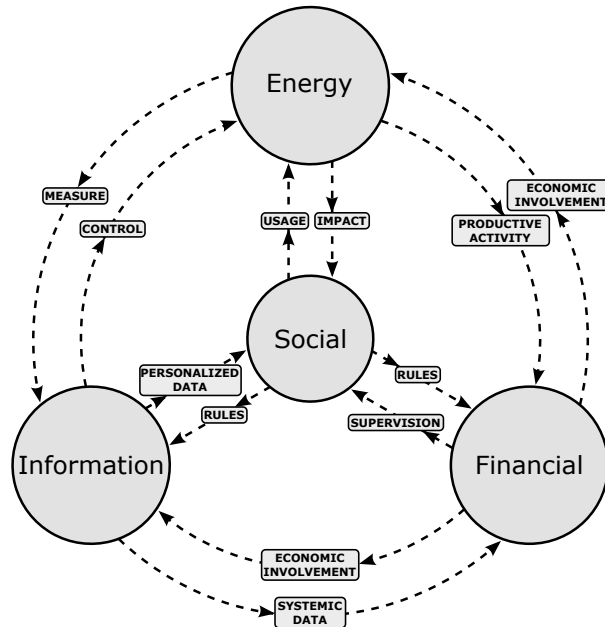 Energy
MEASURE
ECONOMIC
INVOLVEMENT
CONTROL
USAGE
IMPACT
PRODUCTIVE
ACTIVITY
Social
PERSONALIZED
DATA
RULES
RULES
SUPERVISION
Information
Financial
ECONOMIC
INVOLVEMENT
SYSTEMIC
DATA